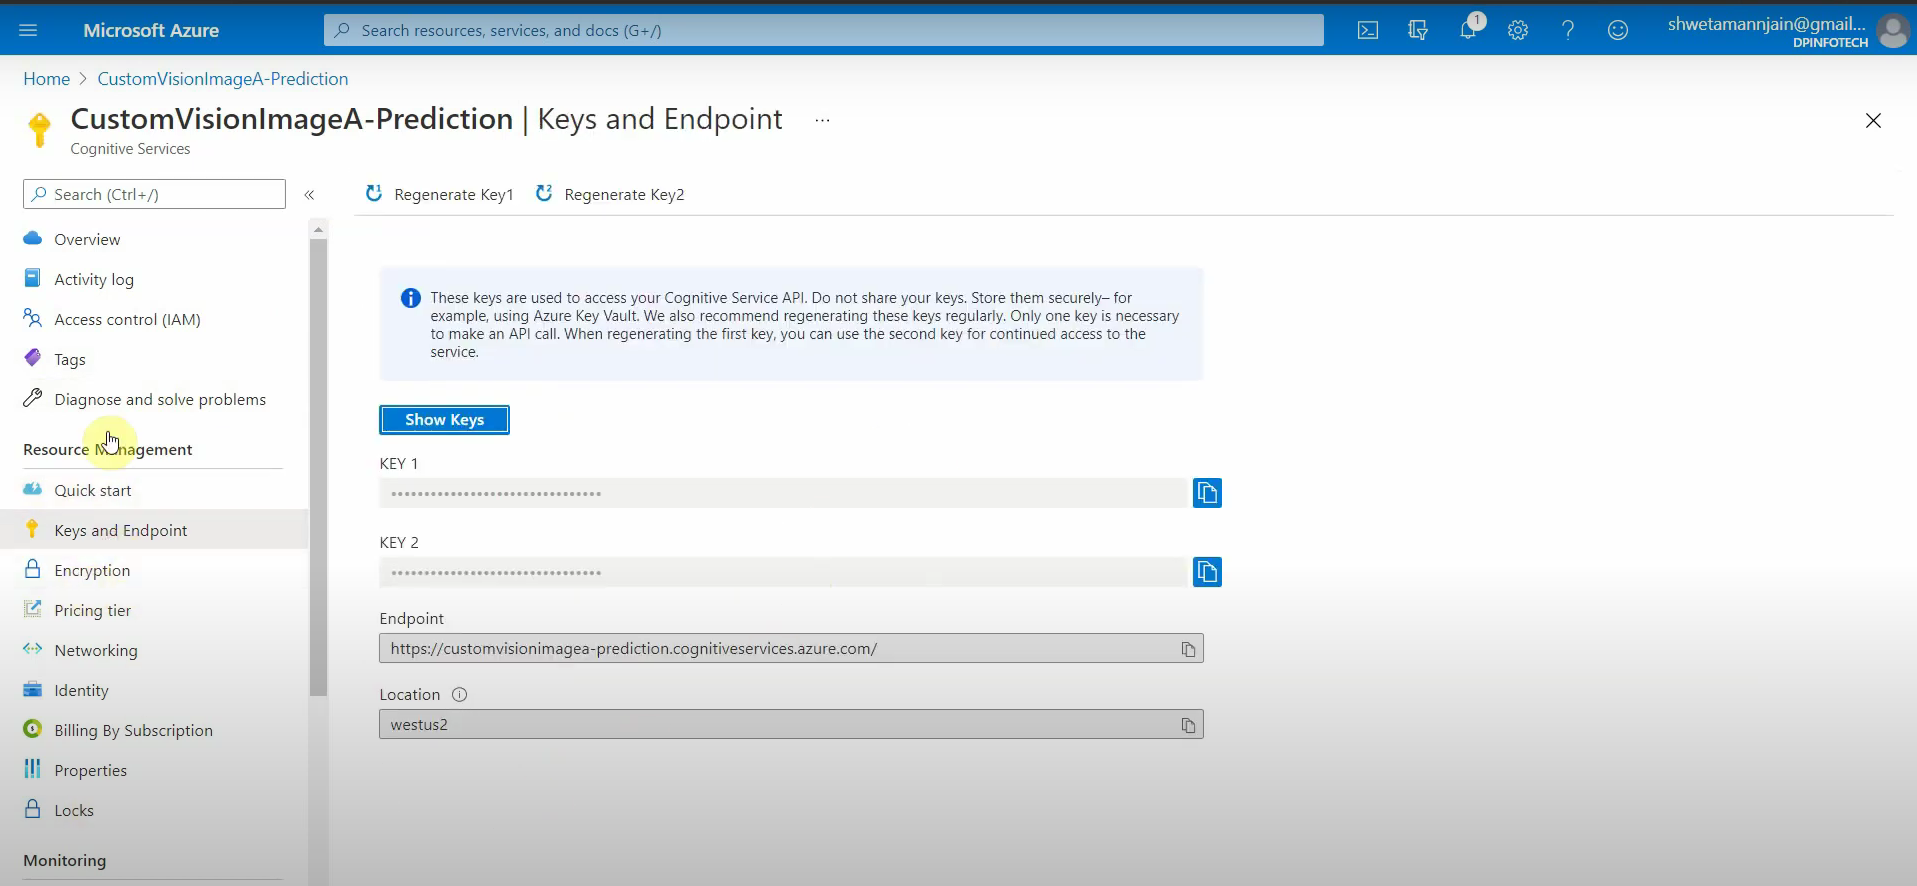 Microsoft Azure
Search resources, services, and docs (G+/)
1
shwetamannjain@gmail...
DPINFOTECH
Home > CustomVisionImageA-Prediction
CustomVisionImageA-Prediction | Keys and Endpoint ...
Cognitive Services
Search (Ctrl+/)
«
Regenerate Key1
Regenerate Key2
Overview
Activity log
Access control (IAM)
Tags
Diagnose and solve problems
Resource Management
Quick start
Keys and Endpoint
Encryption
Pricing tier
Networking
Identity
Billing By Subscription
Properties
Locks
Monitoring
These keys are used to access your Cognitive Service API. Do not share your keys. Store them securely– for
example, using Azure Key Vault. We also recommend regenerating these keys regularly. Only one key is necessary
to make an API call. When regenerating the first key, you can use the second key for continued access to the
service.
Show Keys
KEY 1
••••••••••••••••••••••••••••••••
KEY 2
••••••••••••••••••••••••••••••••
Endpoint
https://customvisionimagea-prediction.cognitiveservices.azure.com/
Location
westus2